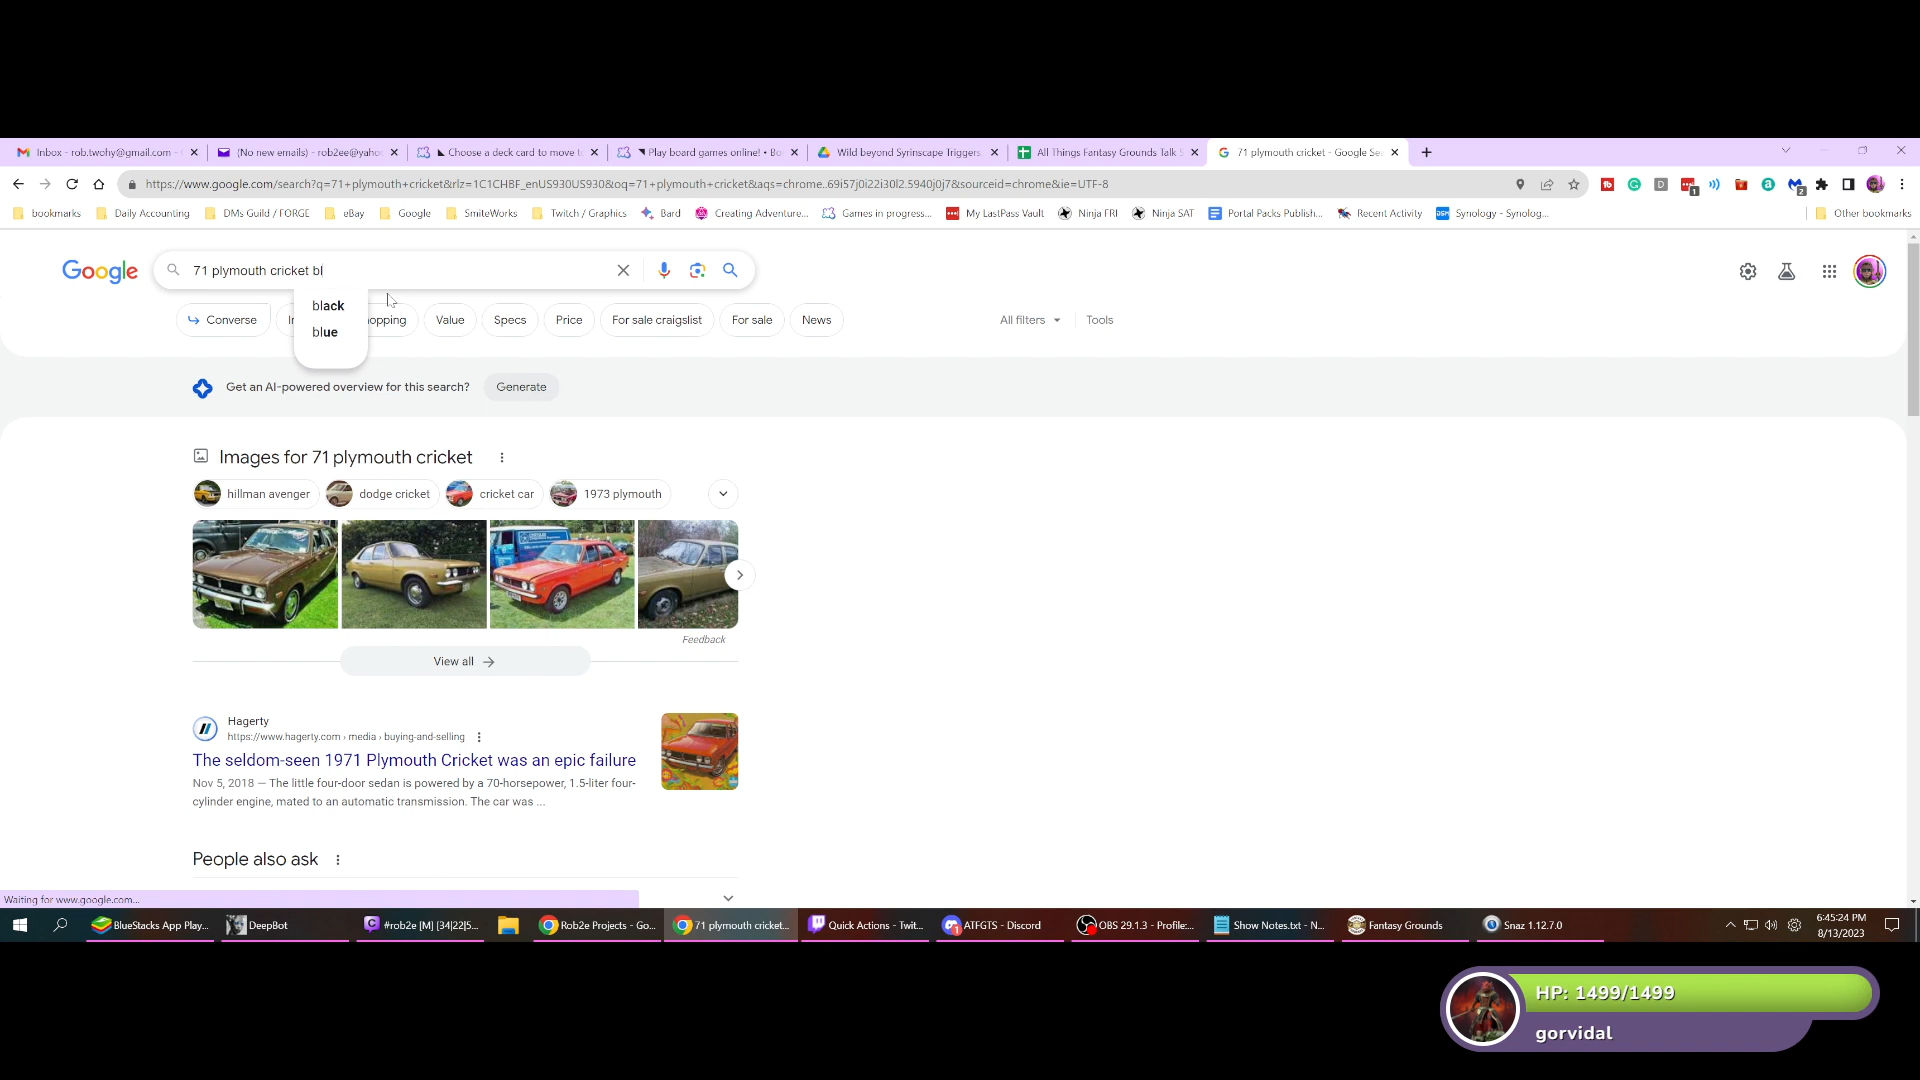 Inbox - rob.twohy@gmail.com -
(No new emails) - rob2ee@yaho
Choose a deck card to move t
Play board games online! • Bo
Wild beyond Syrinscape Triggers
All Things Fantasy Grounds Talk S
71 plymouth cricket - Google Se
https://www.google.com/search?q=71+plymouth+cricket&rlz=1C1CHBF_enUS930US930&oq=71+plymouth+cricket&aqs=chrome..69i57j0i22i30l2.5940j0j7&sourceid=chrome&ie=UTF-8
bookmarks
Daily Accounting
DMs Guild / FORGE
eBay
Google
SmiteWorks
Twitch / Graphics
Bard
Creating Adventure...
Games in progress...
My LastPass Vault
Ninja FRI
Ninja SAT
Portal Packs Publish...
Recent Activity
Synology - Synolog...
Other bookmarks
Google
71 plymouth cricket bl
black
blue
Converse
opping
Value
Specs
Price
For sale craigslist
For sale
News
All filters
Tools
Get an AI-powered overview for this search?
Generate
Images for 71 plymouth cricket
hillman avenger
dodge cricket
cricket car
1973 plymouth
Feedback
View all
Hagerty
https://www.hagerty.com › media › buying-and-selling
The seldom-seen 1971 Plymouth Cricket was an epic failure
Nov 5, 2018 — The little four-door sedan is powered by a 70-horsepower, 1.5-liter four-
cylinder engine, mated to an automatic transmission. The car was ...
People also ask
Waiting for www.google.com...
BlueStacks App Play...
DeepBot
#rob2e [M] [34|22|5...
Rob2e Projects - Go...
71 plymouth cricket...
Quick Actions - Twit...
ATFGTS - Discord
OBS 29.1.3 - Profile:...
Show Notes.txt - N...
Fantasy Grounds
Snaz 1.12.7.0
6:45:24 PM
8/13/2023
HP: 1499/1499
gorvidal